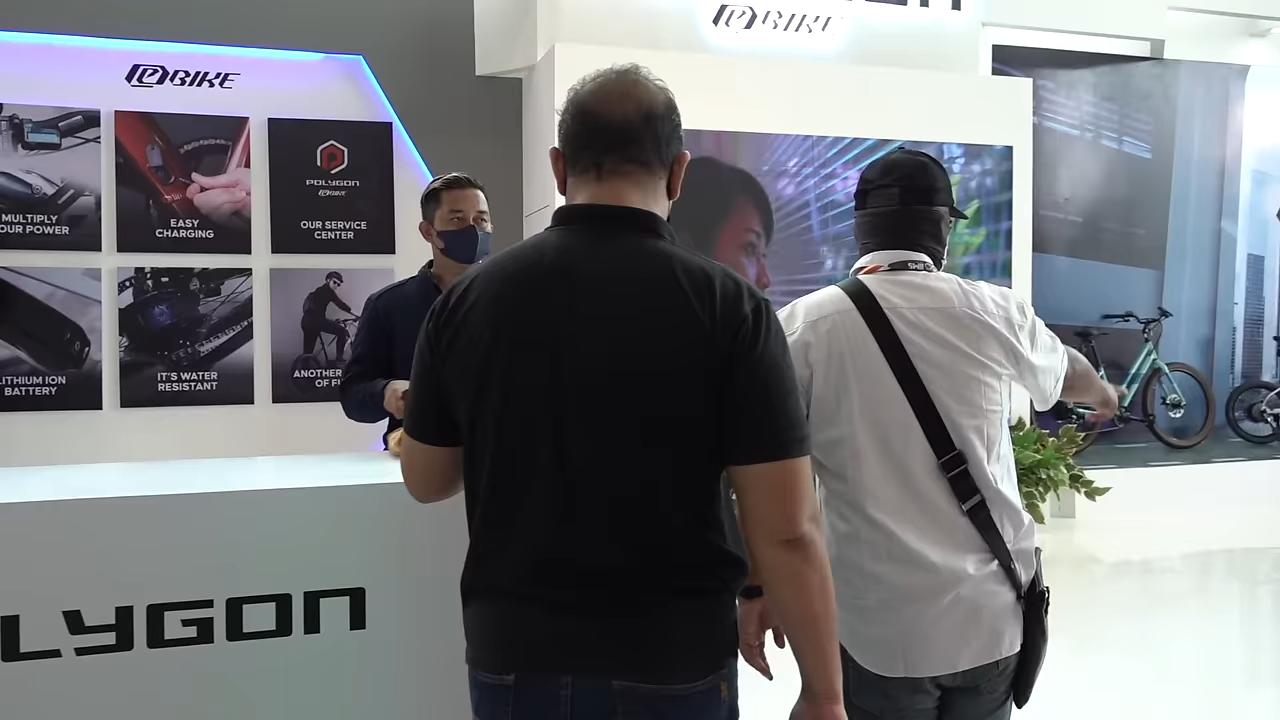 eBIKE
eBIKE
MULTIPLY
OUR POWER
EASY
CHARGING
POLYGON
eBIKE
OUR SERVICE
CENTER
LITHIUM ION
BATTERY
IT'S WATER
RESISTANT
ANOTHER
OF
LYGON